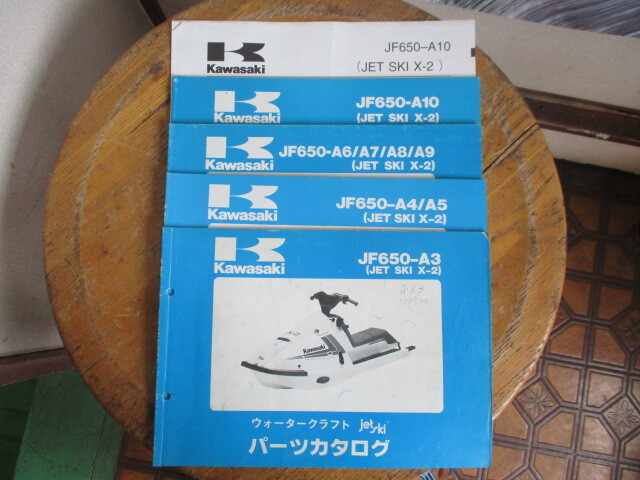 Kawasaki
JF650-A10
(JET SKI X-2)
Kawasaki
JF650-A10
(JET SKI X-2)
Kawasaki
JF650-A6/A7/A8/A9
(JET SKI X-2)
Kawasaki
JF650-A4/A5
(JET SKI X-2)
Kawasaki
JF650-A3
(JET SKI X-2)
Kawasaki
ウォータークラフト jet ski
パーツカタログ